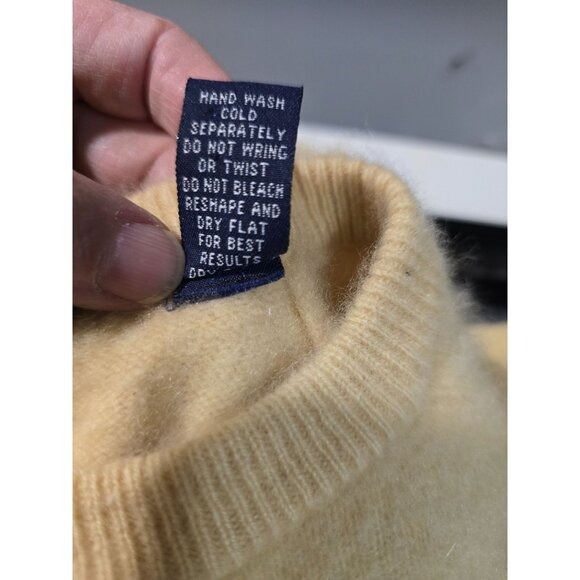 HAND WASH
COLD
SEPARATELY
DO NOT WRING
OR TWIST
DO NOT BLEACH
RESHAPE AND
DRY FLAT
FOR BEST
RESULTS
DRY